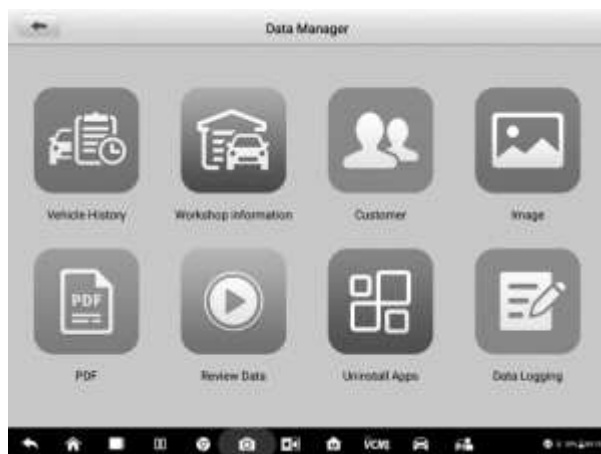 Data Manager
Vehicle History
Workshop Information
Customer
Image
PDF
PDF
Review Data
Uninstall Apps
Data Logging
VCMI